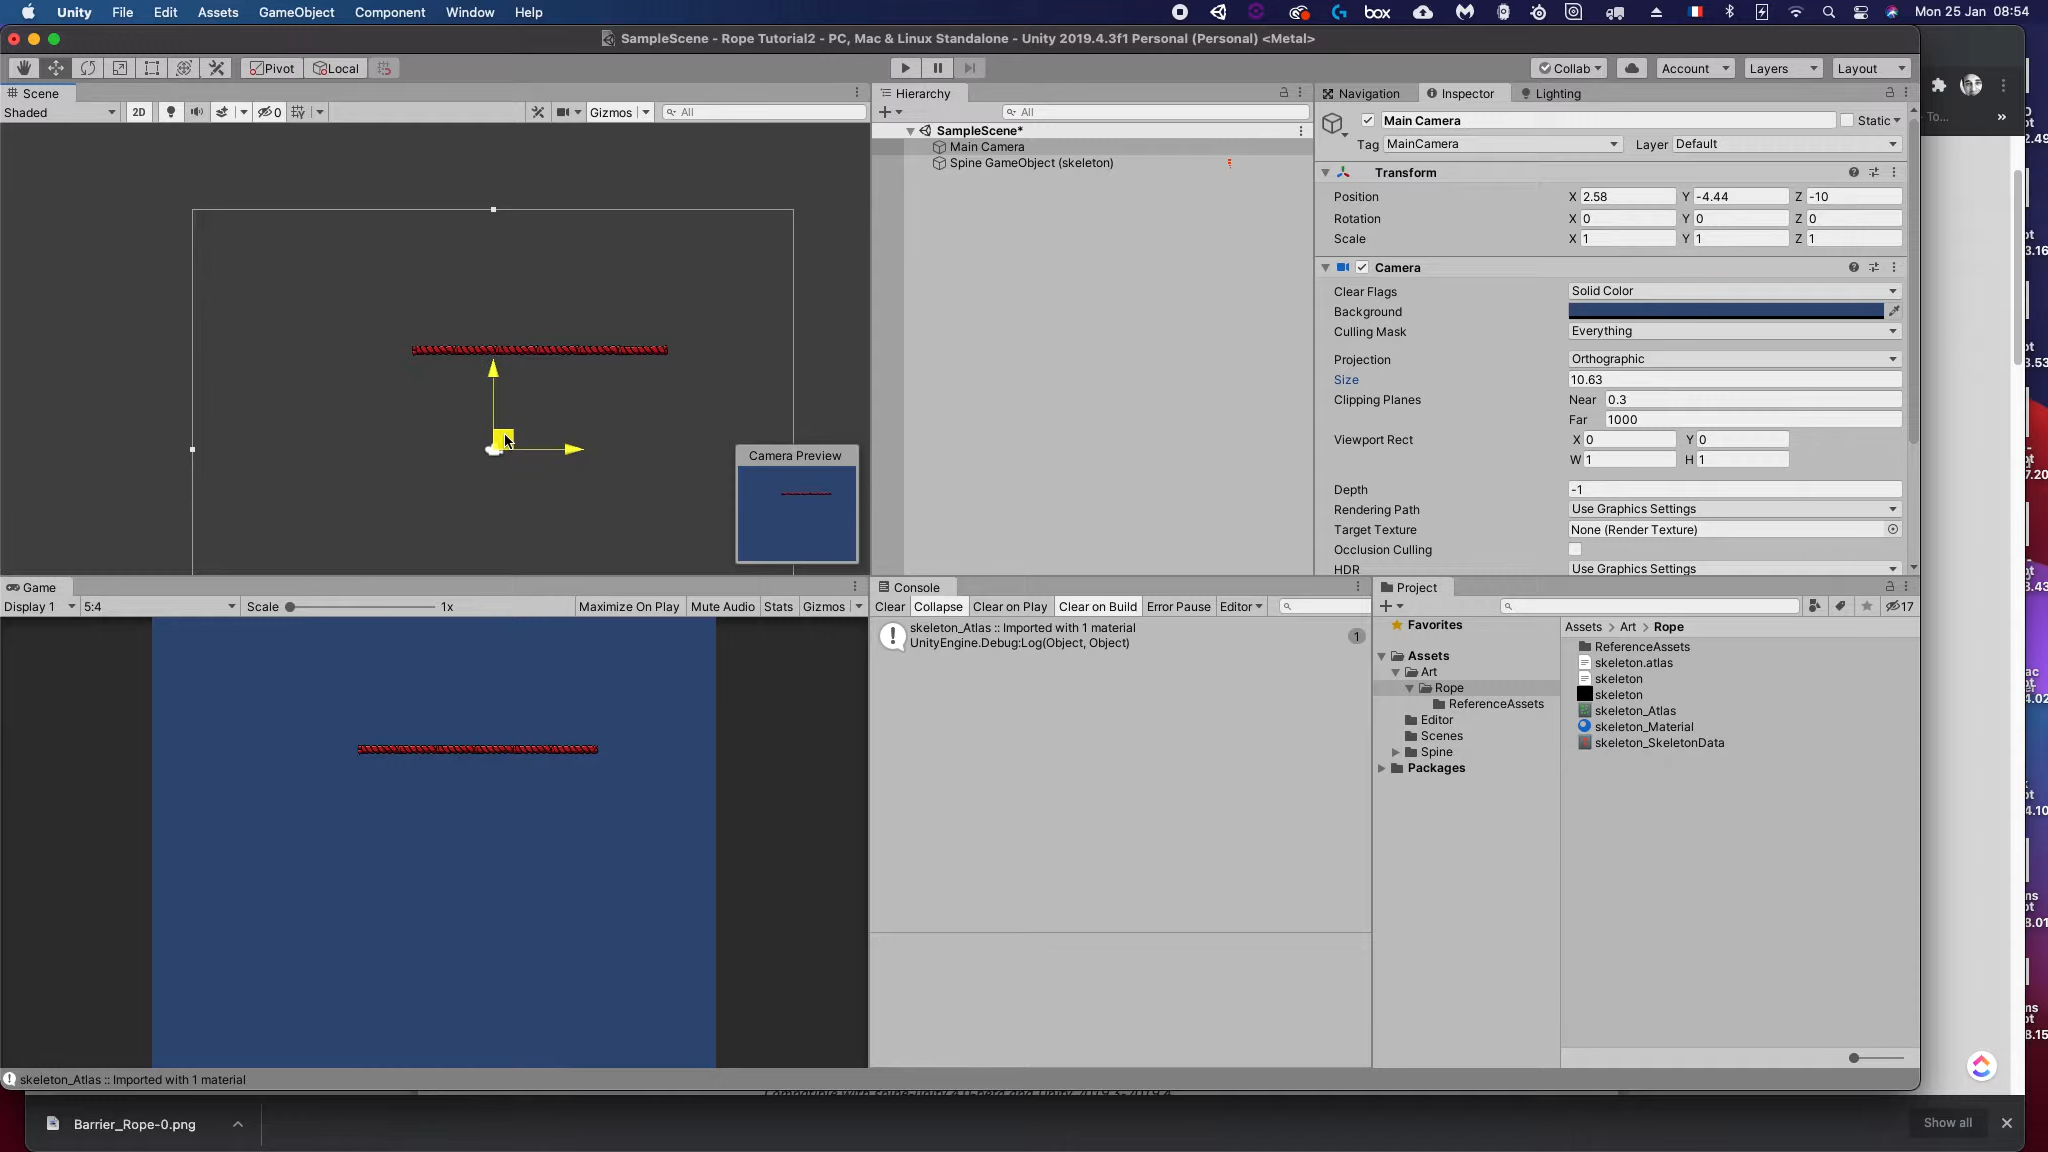 Unity File Edit Assets GameObject Component Window Help
box
Mon 25 Jan 08:54
SampleScene - Rope Tutorial2 - PC, Mac & Linux Standalone - Unity 2019.4.3f1 Personal (Personal) <Metal>
Pivot Local
Collab Account Layers Layout
Scene
Shaded 2D 0 Gizmos All
Hierarchy
All
SampleScene*
Main Camera
Spine GameObject (skeleton)
Navigation Inspector Lighting
Main Camera Static
Tag MainCamera Layer Default
Transform
Position X 2.58 Y -4.44 Z -10
Rotation X 0 Y 0 Z 0
Scale X 1 Y 1 Z 1
Camera
Clear Flags Solid Color
Background
Culling Mask Everything
Projection Orthographic
Size 10.63
Clipping Planes Near 0.3
Far 1000
Viewport Rect X 0 Y 0
W 1 H 1
Depth -1
Rendering Path Use Graphics Settings
Target Texture None (Render Texture)
Occlusion Culling
HDR Use Graphics Settings
Camera Preview
Game
Display 1 5:4 Scale 1x Maximize On Play Mute Audio Stats Gizmos
Console
Clear Collapse Clear on Play Clear on Build Error Pause Editor
skeleton_Atlas :: Imported with 1 material
UnityEngine.Debug:Log(Object, Object)
1
Project
17
Favorites
Assets
Art
Rope
ReferenceAssets
Editor
Scenes
Spine
Packages
Assets > Art > Rope
ReferenceAssets
skeleton.atlas
skeleton
skeleton
skeleton_Atlas
skeleton_Material
skeleton_SkeletonData
skeleton_Atlas :: Imported with 1 material
Barrier_Rope-0.png
Show all
To...
»